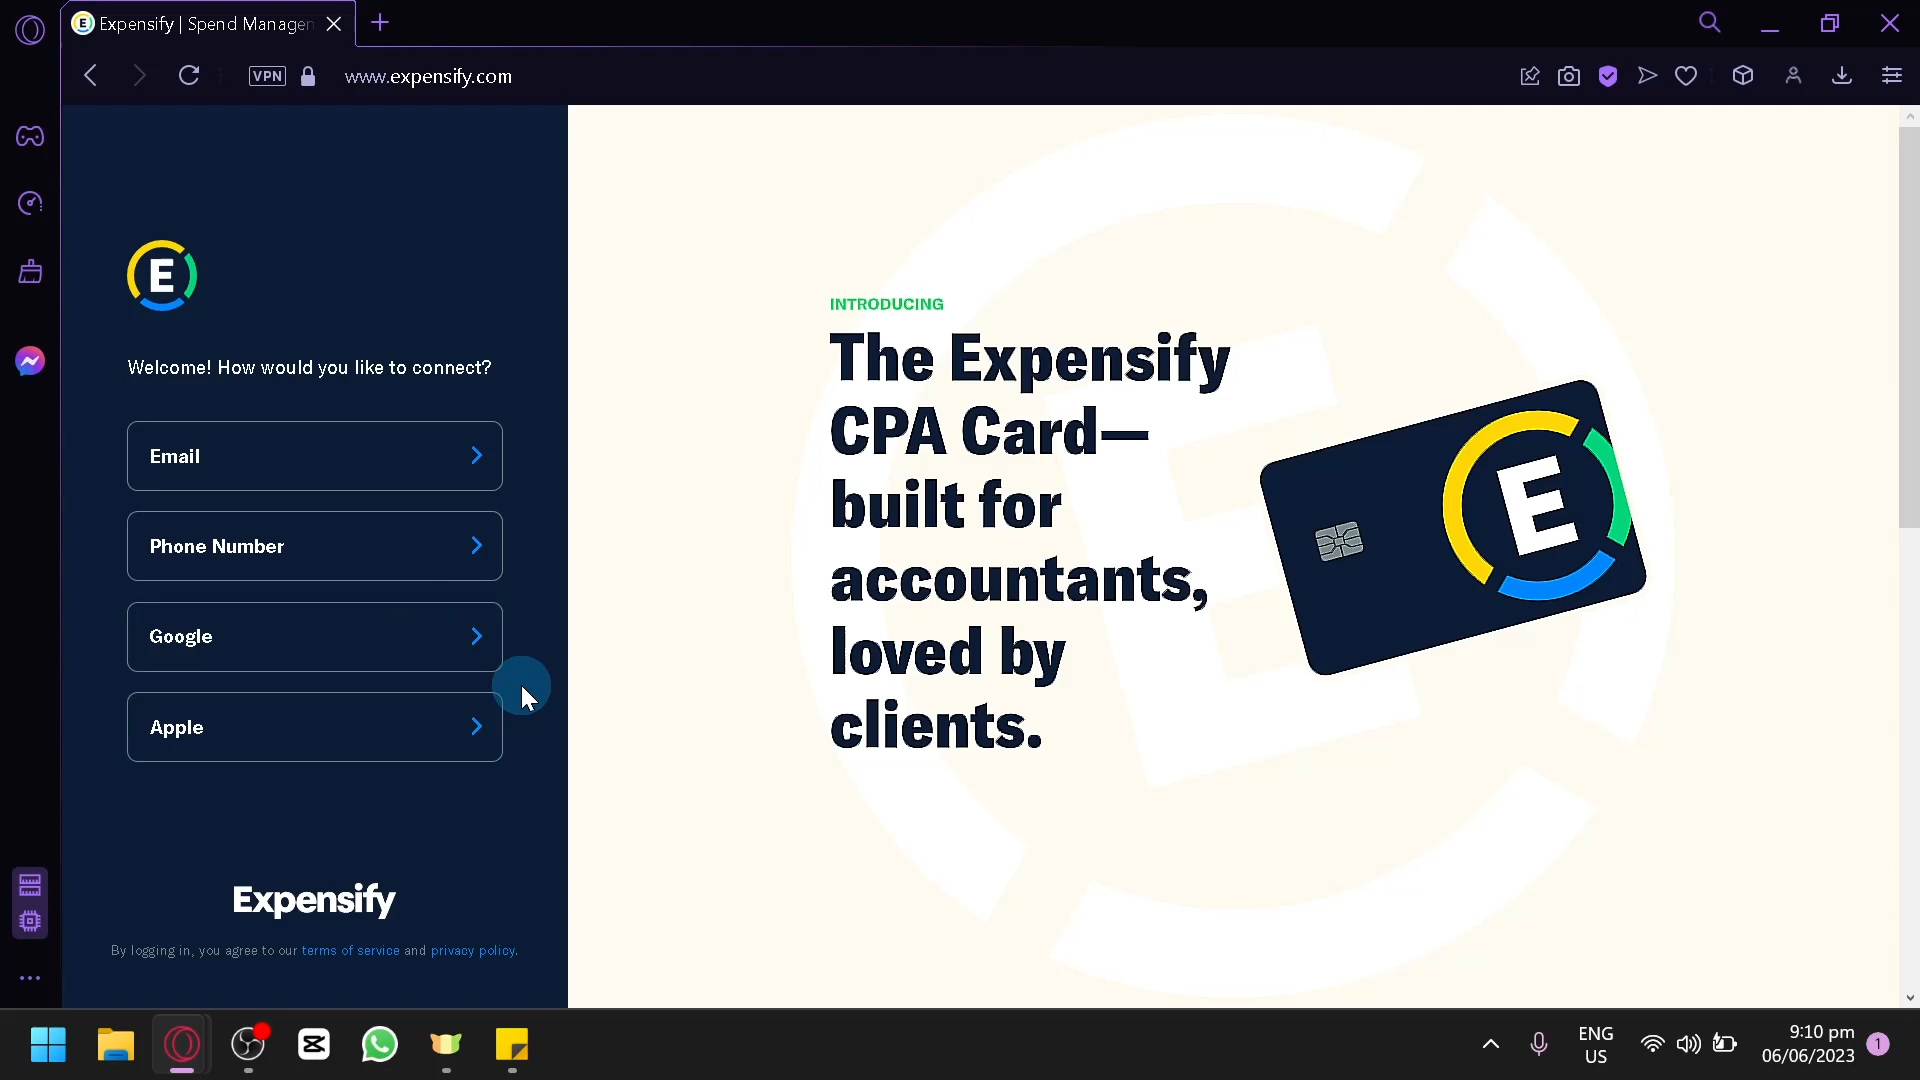 Expensify | Spend Managen
VPN
www.expensify.com
E
Welcome! How would you like to connect?
Email
Phone Number
Google
Apple
Expensify
By logging in, you agree to our terms of service and privacy policy.
INTRODUCING
The Expensify
CPA Card—
built for
accountants,
loved by
clients.
E
ENG
US
9:10 pm
06/06/2023
1